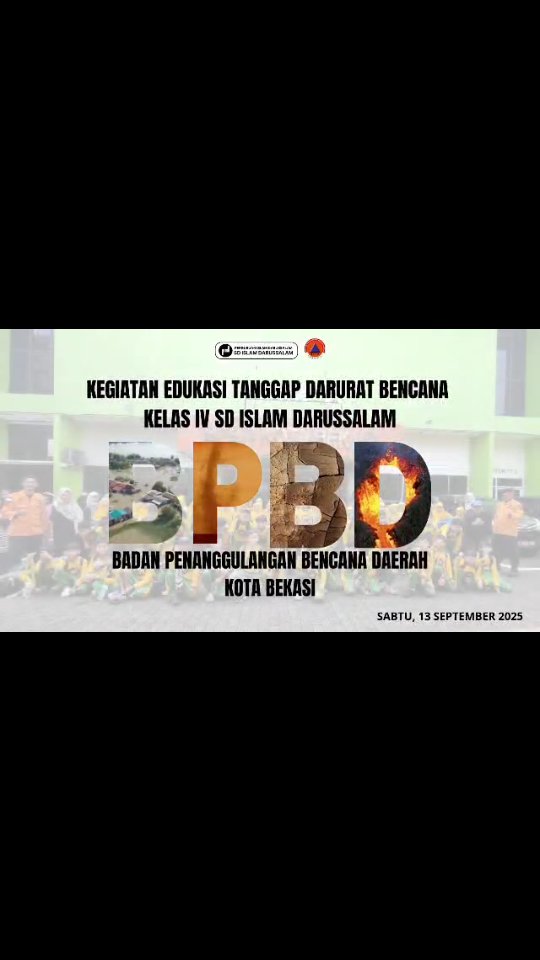 SD ISLAM DARUSSALAM
KEGIATAN EDUKASI TANGGAP DARURAT BENCANA
KELAS IV SD ISLAM DARUSSALAM
BPBD
BADAN PENANGGULANGAN BENCANA DAERAH
KOTA BEKASI
SABTU, 13 SEPTEMBER 2025